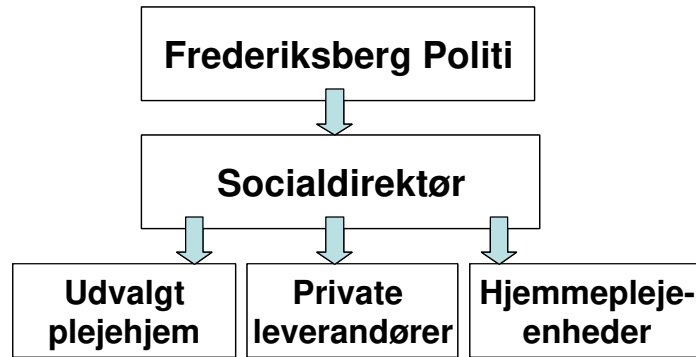 Frederiksberg Politi
Socialdirektør
Udvalgt
plejehjem
Private
leverandører
Hjemmepleje-
enheder